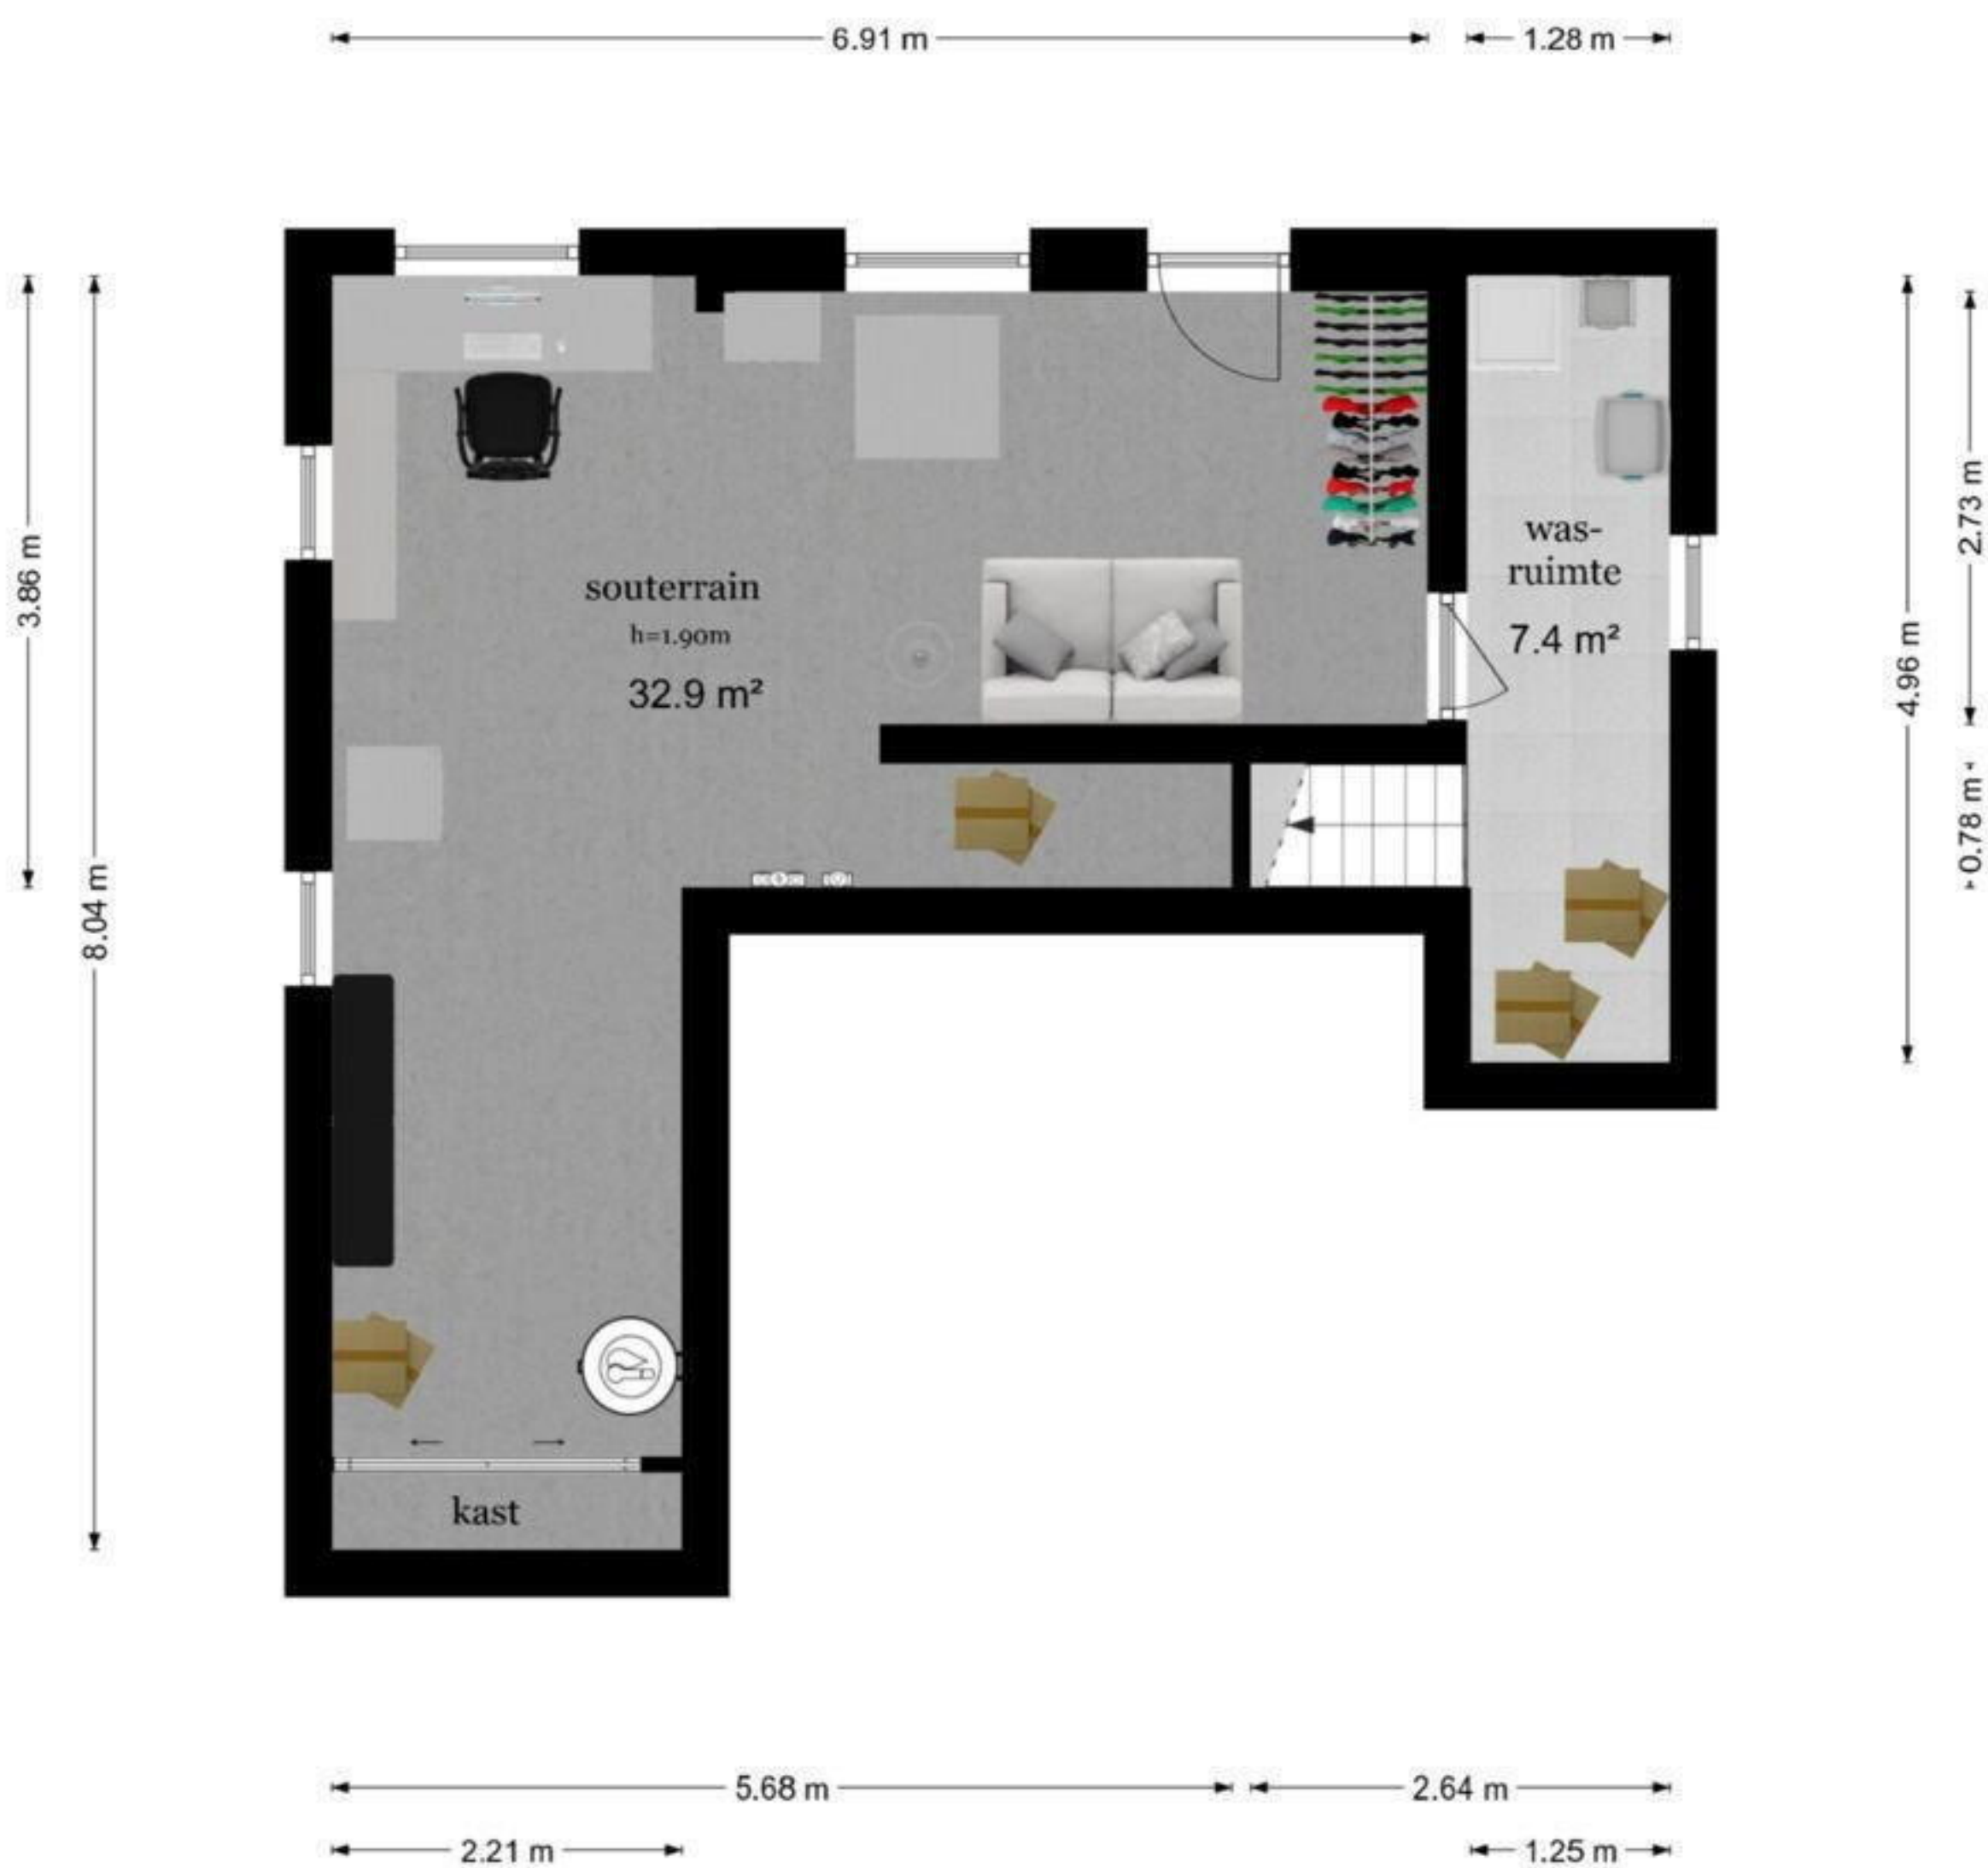 6.91 m
1.28 m
3.86 m
8.04 m
souterrain
h=1.90m
32.9 m²
was-
ruimte
7.4 m²
4.96 m
2.73 m
0.78 m
kast
5.68 m
2.64 m
2.21 m
1.25 m